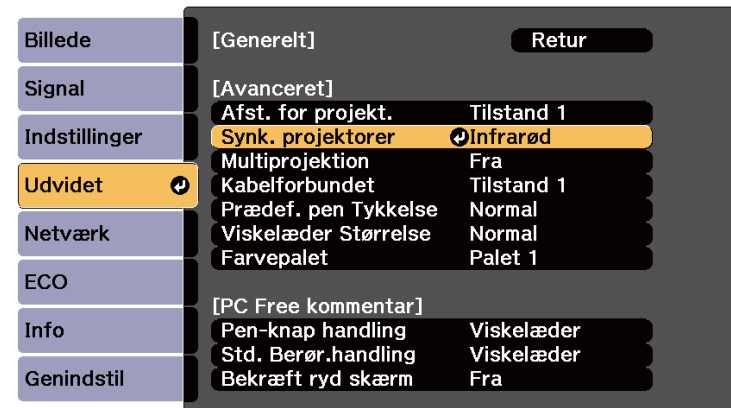 Billede
Signal
Indstillinger
Udvidet
Netværk
ECO
Info
Genindstil
[Generelt] Retur
[Avanceret]
Afst. for projekt. Tilstand 1
Synk. projektorer Infrarød
Multiprojektion Fra
Kabelforbundet Tilstand 1
Prædef. pen Tykkelse Normal
Viskelæder Størrelse Normal
Farvepalet Palet 1
[PC Free kommentar]
Pen-knap handling Viskelæder
Std. Berør.handling Viskelæder
Bekræft ryd skærm Fra